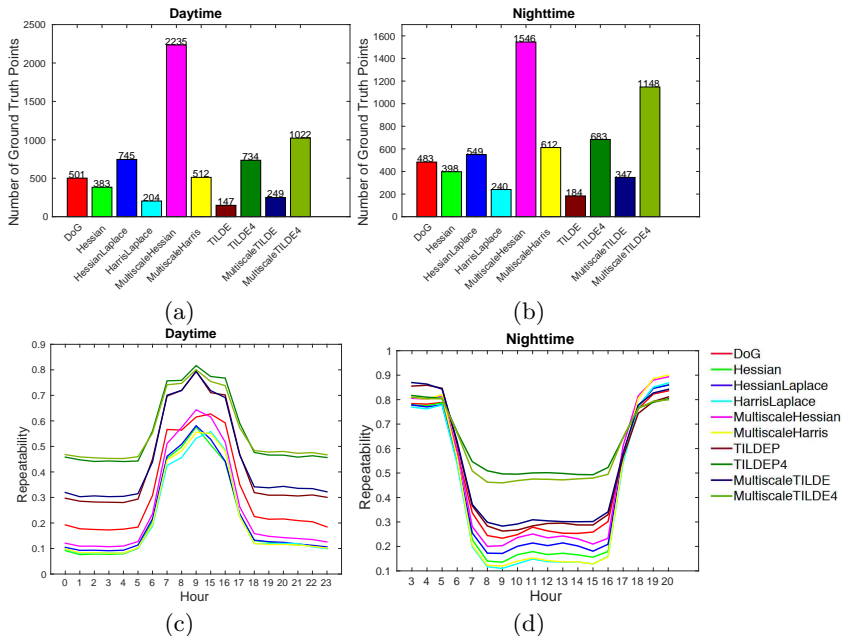 Daytime
Number of Ground Truth Points
2500
2000
1500
1000
500
0
501
383
745
204
2235
512
147
734
249
1022
DoG
Hessian
HessianLaplace
HarrisLaplace
MultiscaleHessian
MultiscaleHarris
TILDE
TILDE4
MultiscaleTILDE
MultiscaleTILDE4
(a)
Nighttime
Number of Ground Truth Points
1600
1400
1200
1000
800
600
400
200
0
483
398
549
240
1546
612
184
683
347
1148
DoG
Hessian
HessianLaplace
HarrisLaplace
MultiscaleHessian
MultiscaleHarris
TILDE
TILDE4
MultiscaleTILDE
MultiscaleTILDE4
(b)
Daytime
Repeatability
0.9
0.8
0.7
0.6
0.5
0.4
0.3
0.2
0.1
0
0 1 2 3 4 5 6 7 8 9 15 16 17 18 19 20 21 22 23
Hour
(c)
Nighttime
Repeatability
1
0.9
0.8
0.7
0.6
0.5
0.4
0.3
0.2
0.1
3 4 5 6 7 8 9 10 11 12 13 14 15 16 17 18 19 20
Hour
(d)
DoG
Hessian
HessianLaplace
HarrisLaplace
MultiscaleHessian
MultiscaleHarris
TILDEP
TILDEP4
MultiscaleTILDE
MultiscaleTILDE4